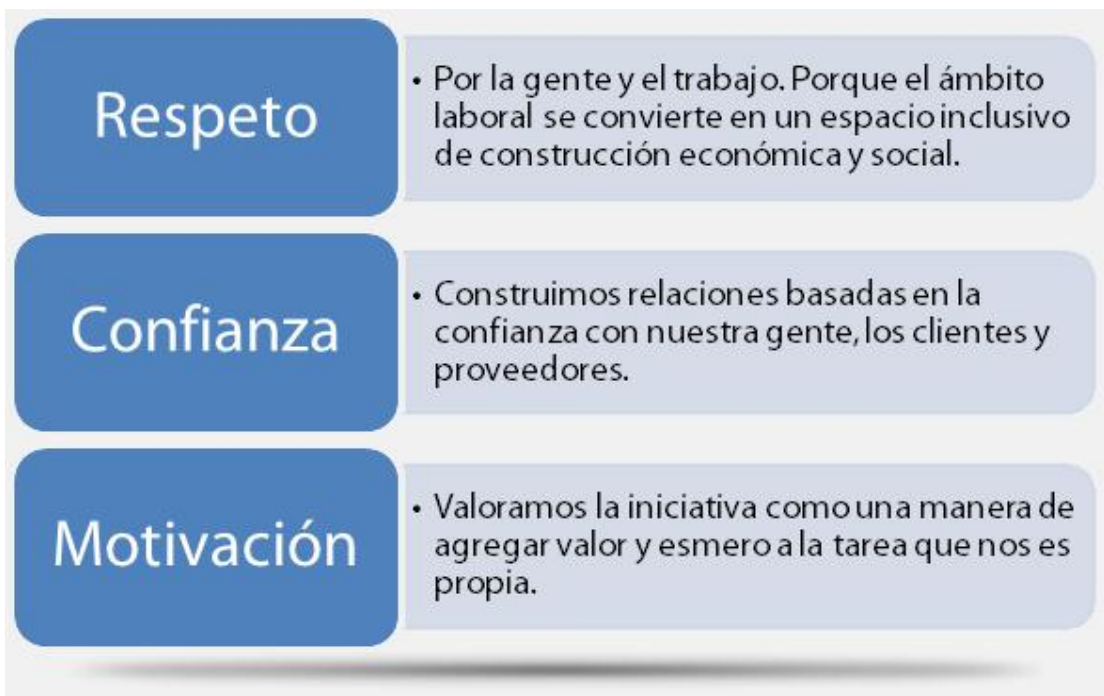 Respeto
• Por la gente y el trabajo. Porque el ámbito
laboral se convierte en un espacio inclusivo
de construcción económica y social.
Confianza
• Construimos relaciones basadas en la
confianza con nuestra gente, los clientes y
proveedores.
Motivación
• Valoramos la iniciativa como una manera de
agregar valor y esmero a la tarea que nos es
propia.